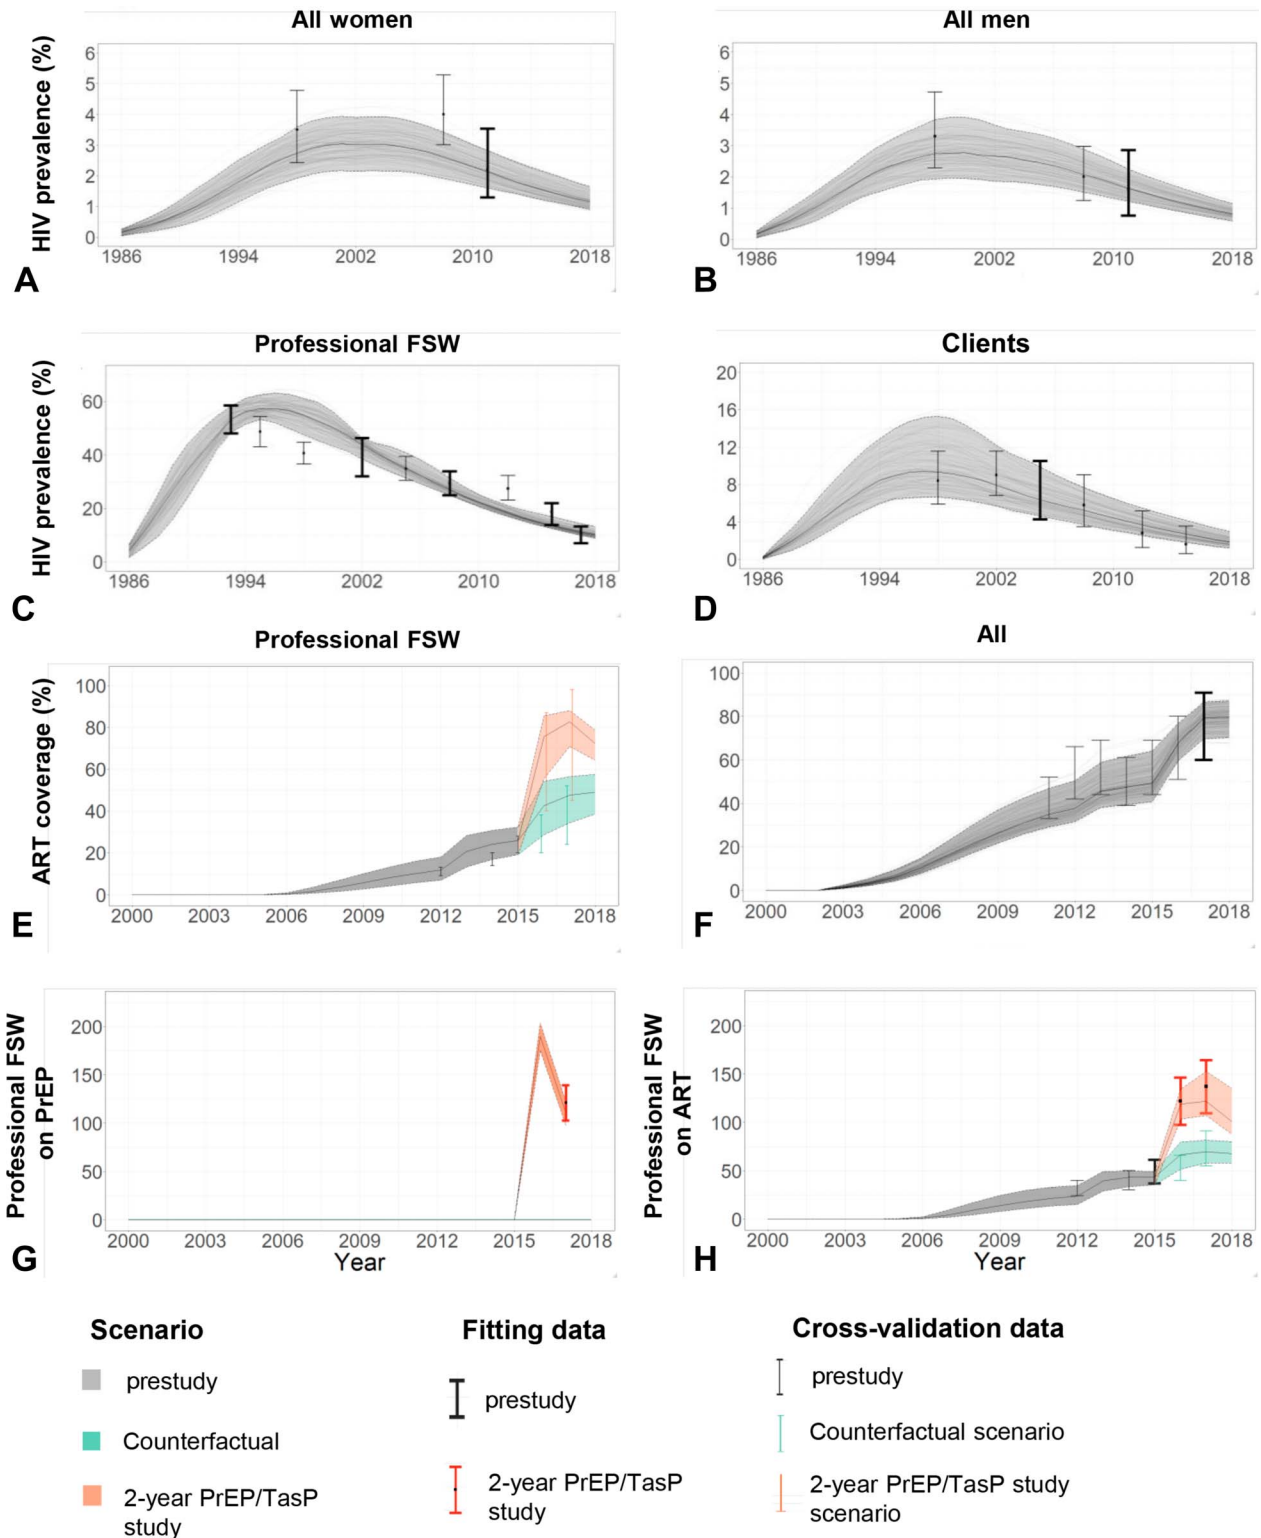 All women
All men
HIV prevalence (%)
6
5
4
3
2
1
0
1986 1994 2002 2010 2018
A
6
5
4
3
2
1
0
1986 1994 2002 2010 2018
B
Professional FSW
Clients
HIV prevalence (%)
60
40
20
0
1986 1994 2002 2010 2018
C
20
16
12
8
4
0
1986 1994 2002 2010 2018
D
Professional FSW
All
ART coverage (%)
100
80
60
40
20
0
2000 2003 2006 2009 2012 2015 2018
E
100
80
60
40
20
0
2000 2003 2006 2009 2012 2015 2018
F
Professional FSW
on PrEP
200
150
100
50
0
2000 2003 2006 2009 2012 2015 2018
Year
G
Professional FSW
on ART
200
150
100
50
0
2000 2003 2006 2009 2012 2015 2018
Year
H
Scenario
prestudy
Counterfactual
2-year PrEP/TasP
study
Fitting data
prestudy
2-year PrEP/TasP
study
Cross-validation data
prestudy
Counterfactual scenario
2-year PrEP/TasP study
scenario